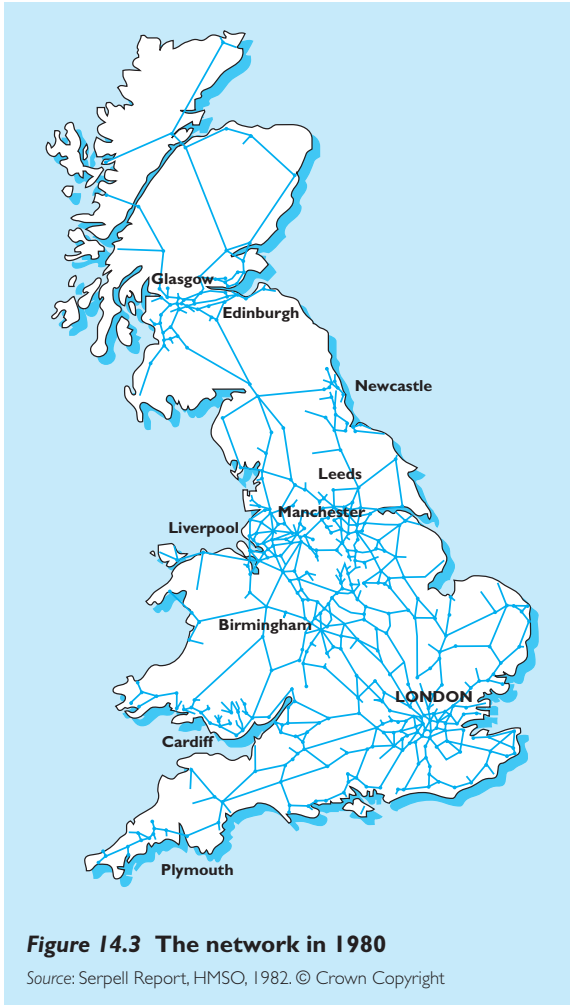 Glasgow
Edinburgh
Newcastle
Leeds
Manchester
Liverpool
Birmingham
LONDON
Cardiff
Plymouth
Figure 14.3 The network in 1980
Source: Serpell Report, HMSO, 1982. © Crown Copyright